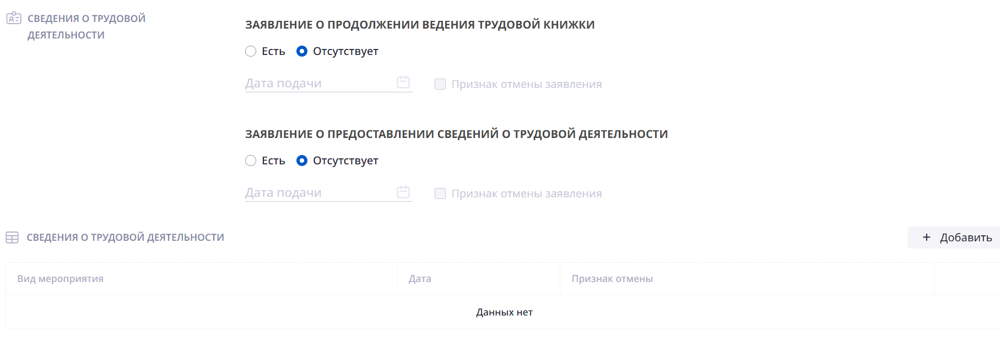 СВЕДЕНИЯ О ТРУДОВОЙ
ДЕЯТЕЛЬНОСТИ
ЗАЯВЛЕНИЕ О ПРОДОЛЖЕНИИ ВЕДЕНИЯ ТРУДОВОЙ КНИЖКИ
Есть Отсутствует
Дата подачи Признак отмены заявления
ЗАЯВЛЕНИЕ О ПРЕДОСТАВЛЕНИИ СВЕДЕНИЙ О ТРУДОВОЙ ДЕЯТЕЛЬНОСТИ
Есть Отсутствует
Дата подачи Признак отмены заявления
СВЕДЕНИЯ О ТРУДОВОЙ ДЕЯТЕЛЬНОСТИ + Добавить
Вид мероприятия Дата Признак отмены
Данных нет